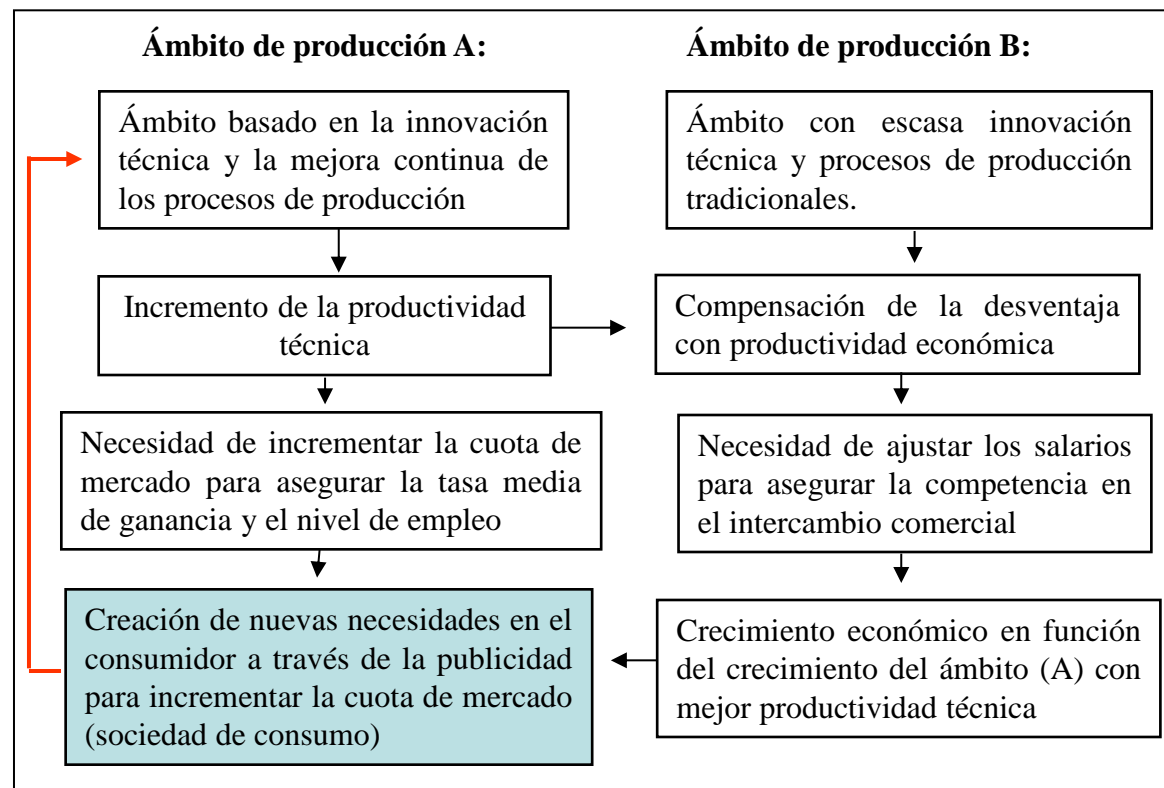 Ámbito de producción A:
Ámbito basado en la innovación
técnica y la mejora continua de
los procesos de producción
Incremento de la productividad
técnica
Necesidad de incrementar la cuota de
mercado para asegurar la tasa media
de ganancia y el nivel de empleo
Creación de nuevas necesidades en el
consumidor a través de la publicidad
para incrementar la cuota de mercado
(sociedad de consumo)
Ámbito de producción B:
Ámbito con escasa innovación
técnica y procesos de producción
tradicionales.
Compensación de la desventaja
con productividad económica
Necesidad de ajustar los salarios
para asegurar la competencia en
el intercambio comercial
Crecimiento económico en función
del crecimiento del ámbito (A) con
mejor productividad técnica